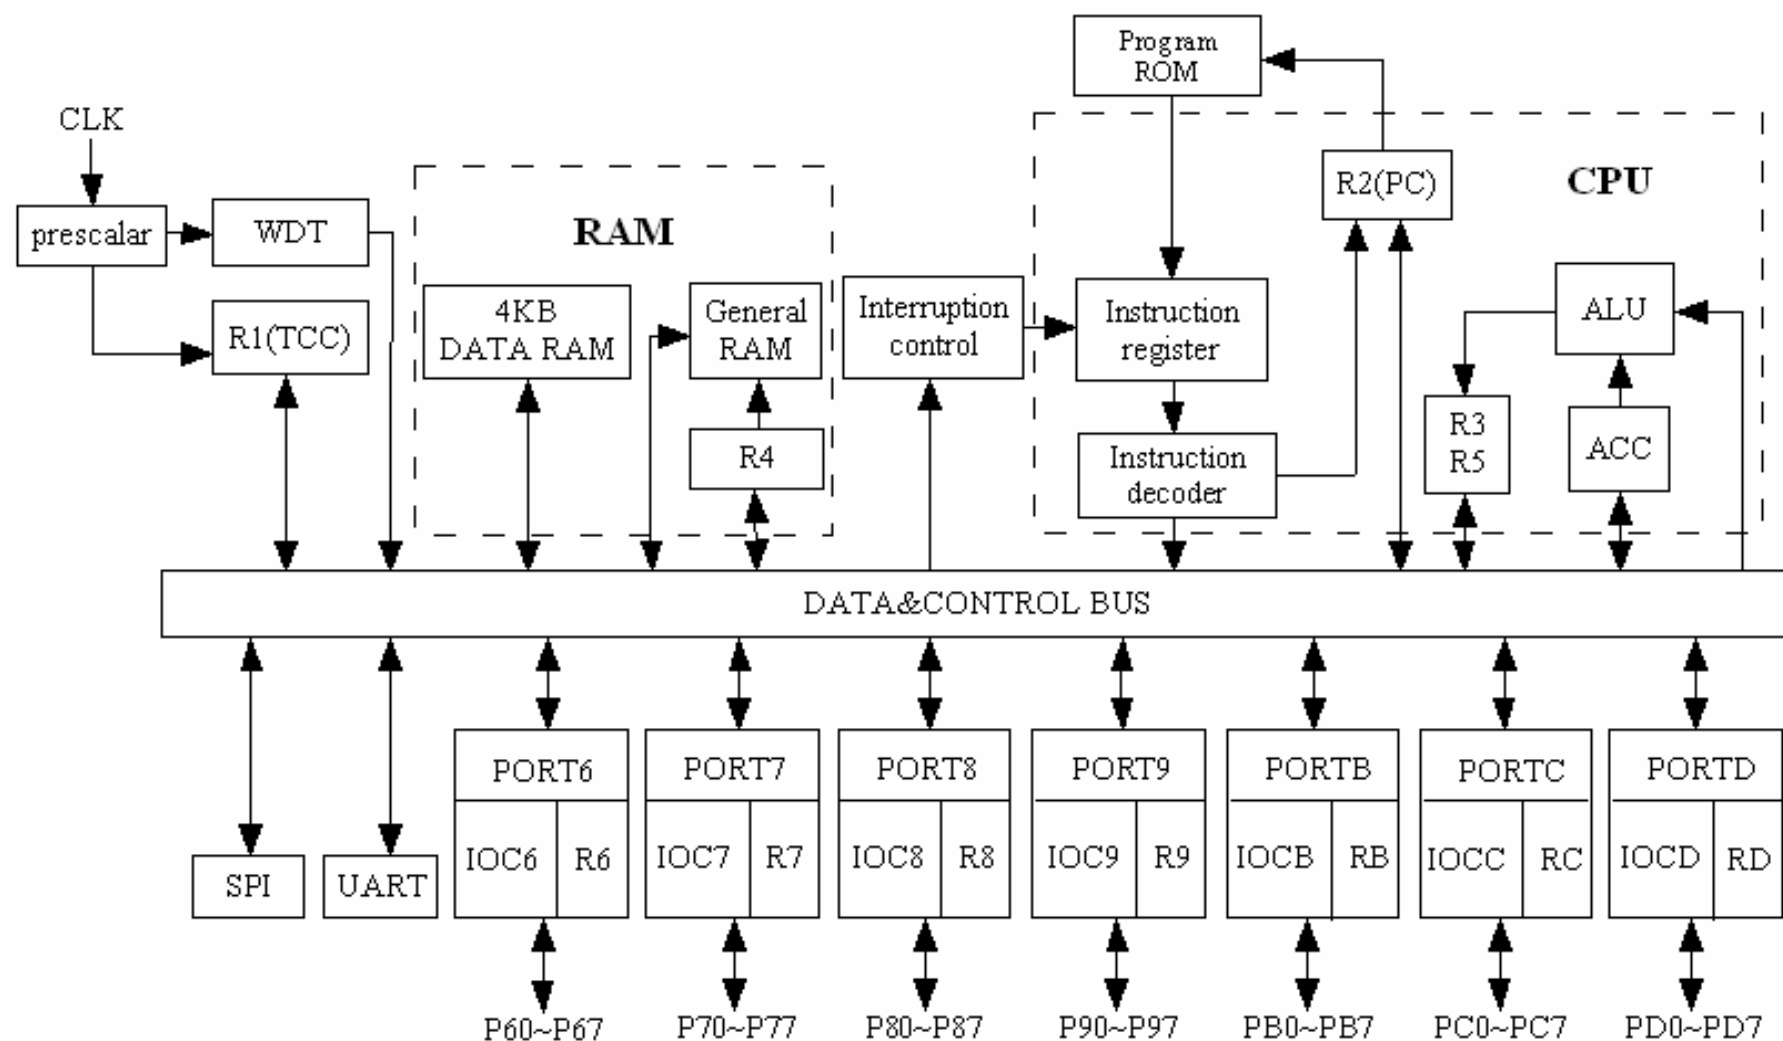 Program
ROM
CLK
R2(PC)
CPU
prescalar
WDT
RAM
4KB
DATA RAM
General
RAM
Interruption
control
Instruction
register
ALU
R1(TCC)
R3
R5
ACC
R4
Instruction
decoder
DATA&CONTROL BUS
PORT6
PORT7
PORT8
PORT9
PORTB
PORTC
PORTD
SPI
UART
IOC6
R6
IOC7
R7
IOC8
R8
IOC9
R9
IOCB
RB
IOCC
RC
IOCD
RD
P60~P67
P70~P77
P80~P87
P90~P97
PB0~PB7
PC0~PC7
PD0~PD7